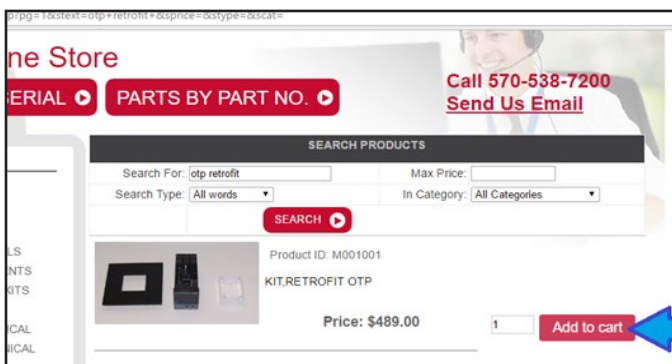 p?pg=1&stext=otp+retrofit+&sprice=&stype=&scat=
ne Store
ERIAL
PARTS BY PART NO.
Call 570-538-7200
Send Us Email
SEARCH PRODUCTS
Search For: otp retrofit
Max Price:
Search Type: All words
In Category: All Categories
SEARCH
LS
NTS
KITS
ICAL
NICAL
Product ID: M001001
KIT,RETROFIT OTP
Price: $489.00
1
Add to cart